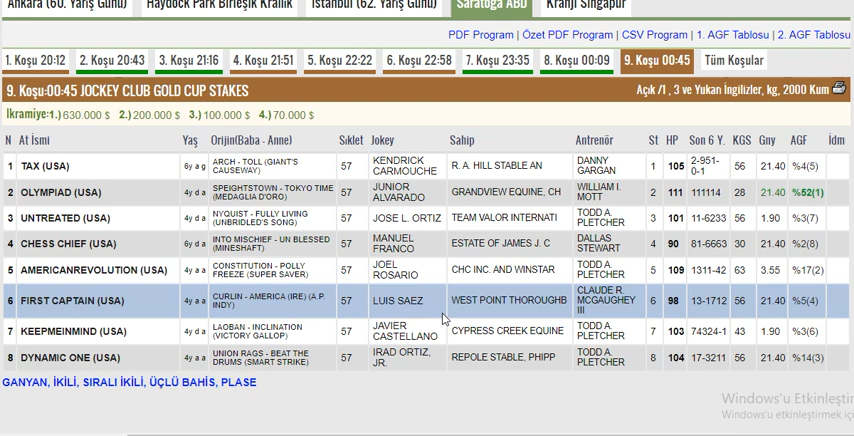 Ankara (60. Yarış Günü) Haydock Park Birleşik Krallık İstanbul (62. Yarış Günü) Saratoga ABD Kranji Singapur
PDF Program | Özet PDF Program | CSV Program | 1. AGF Tablosu | 2. AGF Tablosu
1. Koşu 20:12 2. Koşu 20:43 3. Koşu 21:16 4. Koşu 21:51 5. Koşu 22:22 6. Koşu 22:58 7. Koşu 23:35 8. Koşu 00:09 9. Koşu 00:45 Tüm Koşular
9. Koşu:00:45 JOCKEY CLUB GOLD CUP STAKES Açık /1 , 3 ve Yukarı İngilizler, kg, 2000 Kum
İkramiye:1.) 630.000 $ 2.) 200.000 $ 3.) 100.000 $ 4.) 70.000 $
N At İsmi Yaş Orijin(Baba - Anne) Sıklet Jokey Sahip Antrenör St HP Son 6 Y. KGS Gny AGF İdm
1 TAX (USA) 6y a g ARCH - TOLL (GIANT'S CAUSEWAY) 57 KENDRICK CARMOUCHE R. A. HILL STABLE AN DANNY GARGAN 1 105 2-951-0-1 56 21.40 %4(5)
2 OLYMPIAD (USA) 4y d a SPEIGHTSTOWN - TOKYO TIME (MEDAGLIA D'ORO) 57 JUNIOR ALVARADO GRANDVIEW EQUINE, CH WILLIAM I. MOTT 2 111 111114 28 21.40 %52(1)
3 UNTREATED (USA) 4y d a NYQUIST - FULLY LIVING (UNBRIDLED'S SONG) 57 JOSE L. ORTIZ TEAM VALOR INTERNATI TODD A. PLETCHER 3 101 11-6233 56 1.90 %3(7)
4 CHESS CHIEF (USA) 6y d a INTO MISCHIEF - UN BLESSED (MINESHAFT) 57 MANUEL FRANCO ESTATE OF JAMES J. C DALLAS STEWART 4 90 81-6663 30 21.40 %2(8)
5 AMERICANREVOLUTION (USA) 4y a a CONSTITUTION - POLLY FREEZE (SUPER SAVER) 57 JOEL ROSARIO CHC INC. AND WINSTAR TODD A. PLETCHER 5 109 1311-42 63 3.55 %17(2)
6 FIRST CAPTAIN (USA) 4y a a CURLIN - AMERICA (IRE) (A.P. INDY) 57 LUIS SAEZ WEST POINT THOROUGHB CLAUDE R. MCGAUGHEY III 6 98 13-1712 56 21.40 %5(4)
7 KEEPMEINMIND (USA) 4y d a LAOBAN - INCLINATION (VICTORY GALLOP) 57 JAVIER CASTELLANO CYPRESS CREEK EQUINE TODD A. PLETCHER 7 103 74324-1 43 1.90 %3(6)
8 DYNAMIC ONE (USA) 4y a a UNION RAGS - BEAT THE DRUMS (SMART STRIKE) 57 IRAD ORTIZ, JR. REPOLE STABLE, PHIPP TODD A. PLETCHER 8 104 17-3211 56 21.40 %14(3)
GANYAN, İKİLİ, SIRALI İKİLİ, ÜÇLÜ BAHİS, PLASE
Windows'u Etkinleştir
Windows'u etkinleştirmek için